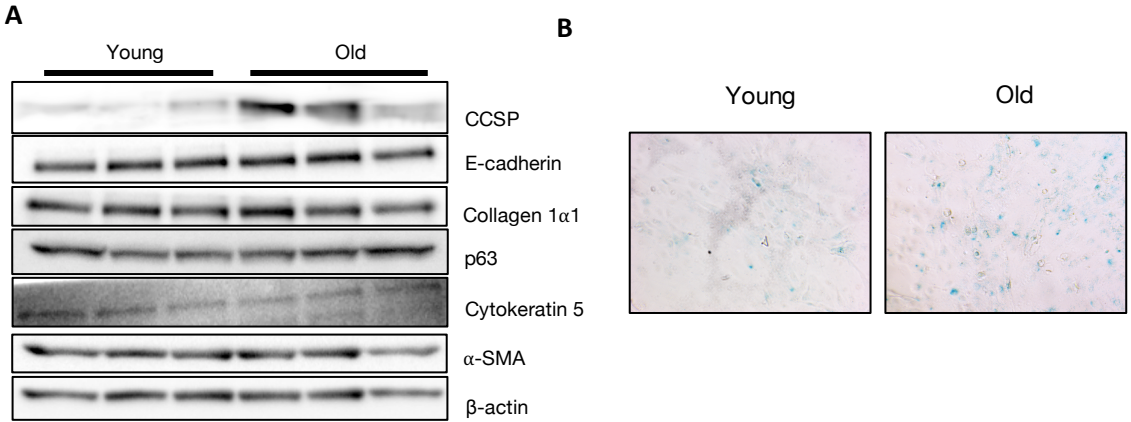 A
Young Old
CCSP
E-cadherin
Collagen 1α1
p63
Cytokeratin 5
α-SMA
β-actin
B
Young Old